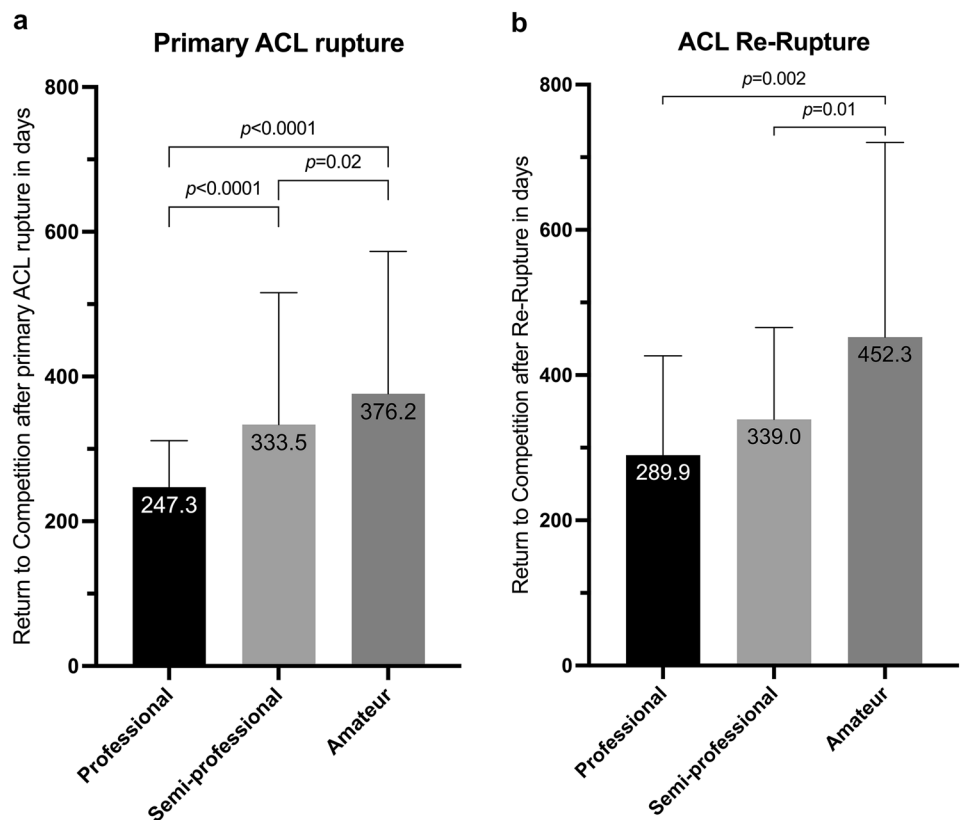 a
Primary ACL rupture
Return to Competition after primary ACL rupture in days
800
600
400
200
0
p<0.0001
p<0.0001
p=0.02
247.3
333.5
376.2
Professional
Semi-professional
Amateur
b
ACL Re-Rupture
Return to Competition after Re-Rupture in days
800
600
400
200
0
p=0.002
p=0.01
289.9
339.0
452.3
Professional
Semi-professional
Amateur